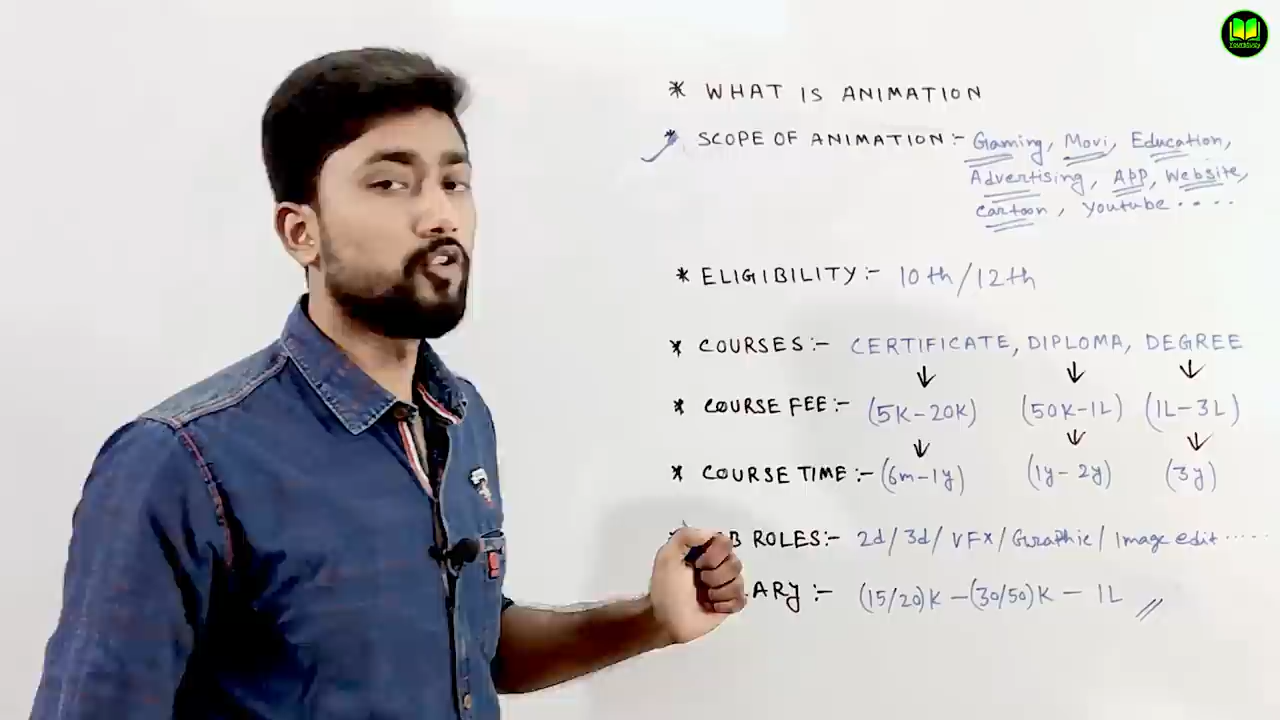 * WHAT IS ANIMATION
* SCOPE OF ANIMATION :- Gaming, Movi, Education,
Advertising, APP, Website,
Cartoon, Youtube ....
* ELIGIBILITY :- 10th/12th
* COURSES :- CERTIFICATE, DIPLOMA, DEGREE
* COURSE FEE :- (5K-20K) (50K-1L) (1L-3L)
* COURSE TIME :- (6m-1y) (1y-2y) (3y)
B ROLES :- 2d/3d/VFX/Graphic/Image edit .....
ARY :- (15/20)K - (30/50)K - 1L